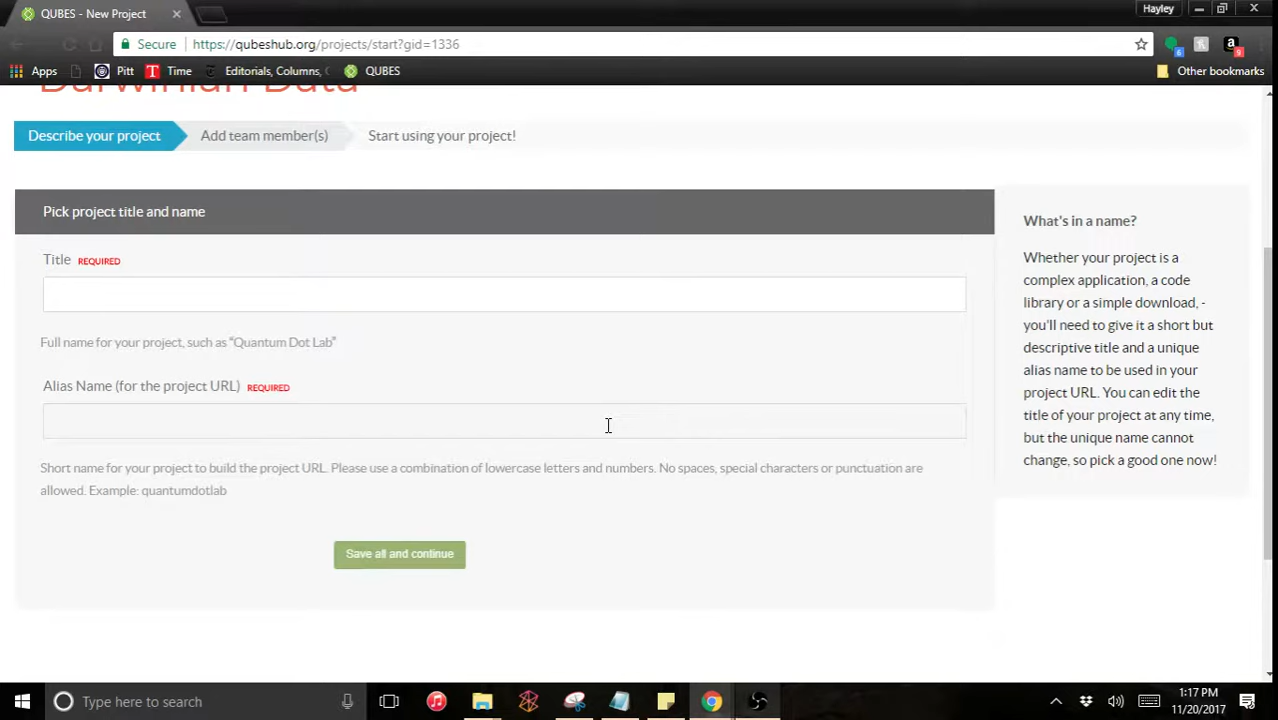 QUBES - New Project
Hayley
Secure https://qubeshub.org/projects/start?gid=1336
6
9
Apps Pitt Time Editorials, Columns, QUBES Other bookmarks
Darwinian Data
Describe your project Add team member(s) Start using your project!
Pick project title and name
Title REQUIRED
Full name for your project, such as “Quantum Dot Lab”
Alias Name (for the project URL) REQUIRED
Short name for your project to build the project URL. Please use a combination of lowercase letters and numbers. No spaces, special characters or punctuation are
allowed. Example: quantumdotlab
Save all and continue
What's in a name?
Whether your project is a
complex application, a code
library or a simple download, -
you'll need to give it a short but
descriptive title and a unique
alias name to be used in your
project URL. You can edit the
title of your project at any time,
but the unique name cannot
change, so pick a good one now!
Type here to search
1:17 PM
11/20/2017